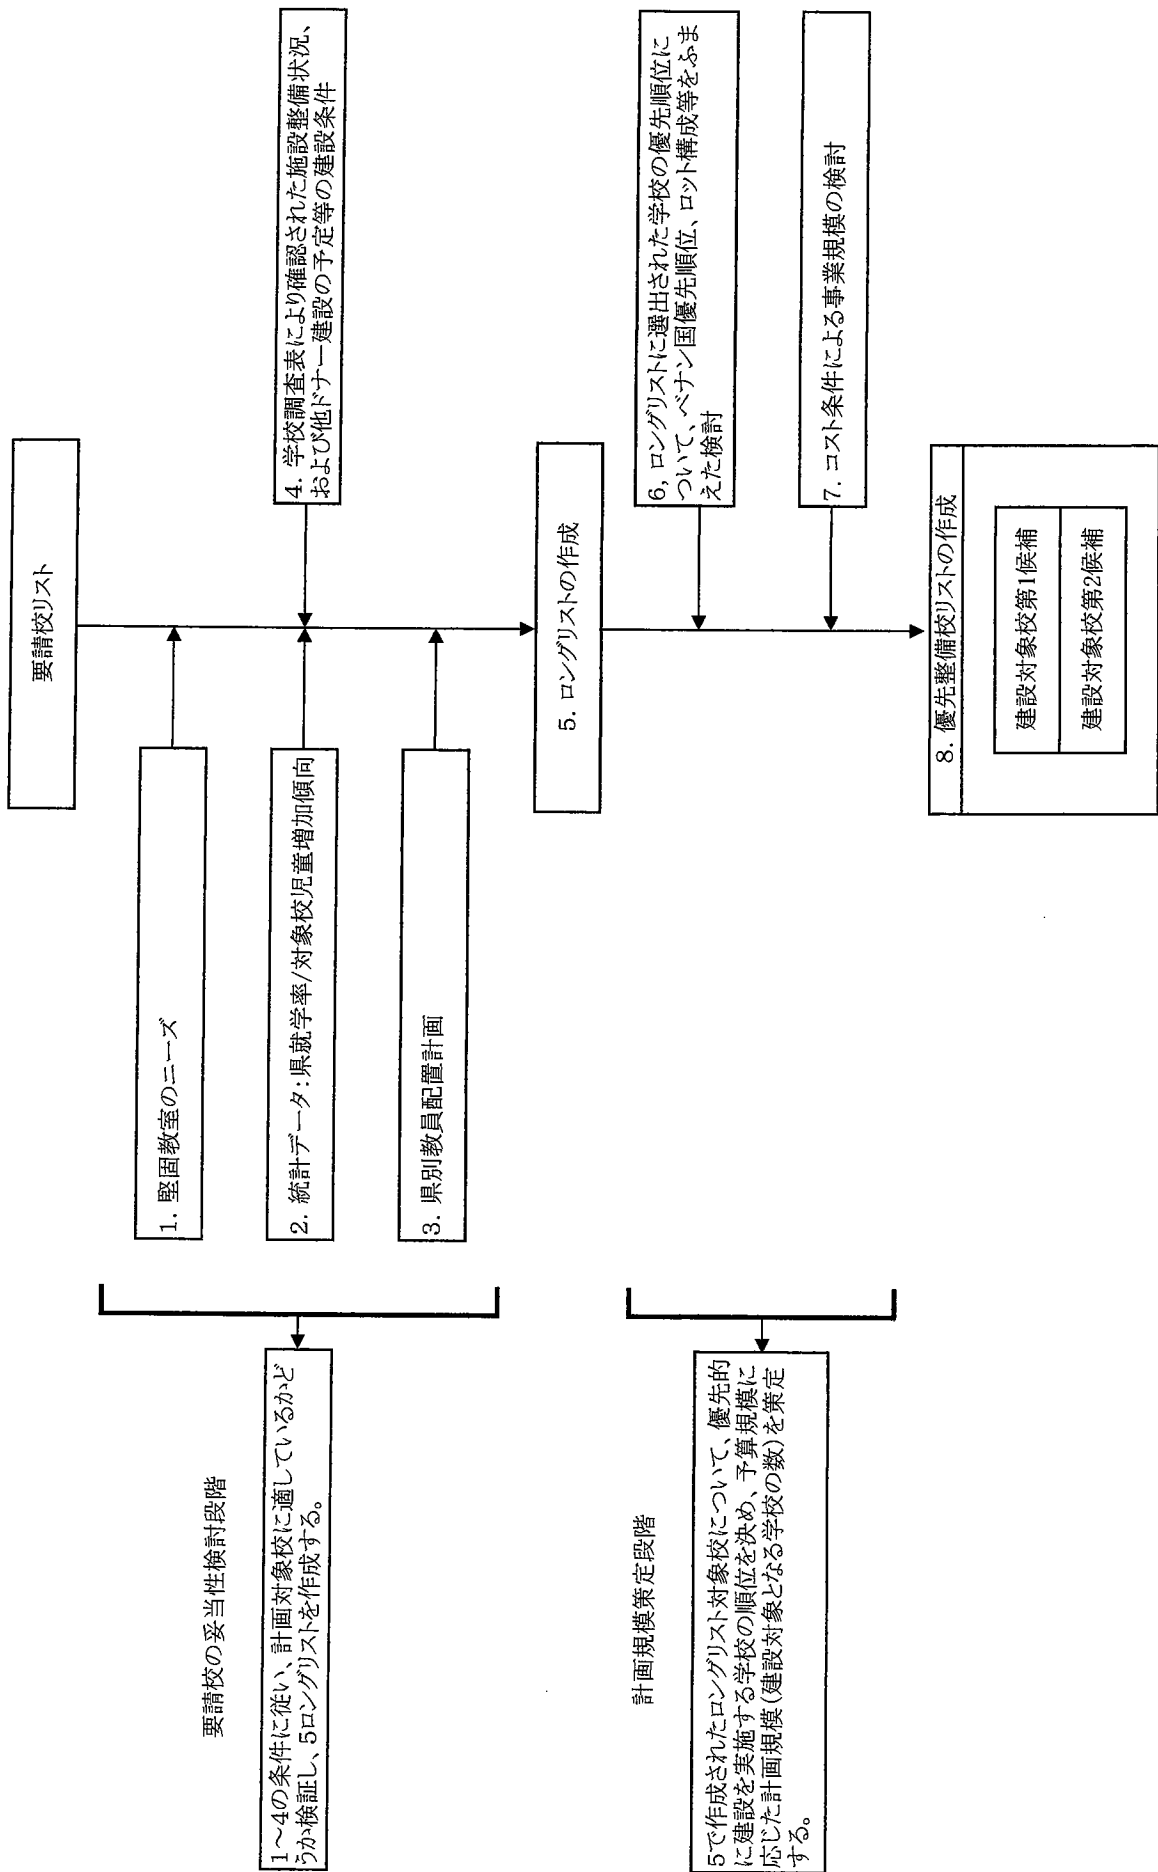 要請校リスト
要請校の妥当性検討段階
1～4の条件に従い、計画対象校に適しているかど
うか検証し、5ロングリストを作成する。
1. 堅固教室のニーズ
2. 統計データ：県就学率/対象校児童増加傾向
3. 県別教員配置計画
4. 学校調査表により確認された施設整備状況、
および他ドナー建設の予定等の建設条件
5. ロングリストの作成
計画規模策定段階
5で作成されたロングリスト対象校について、優先的
に建設を実施する学校の順位を決め、予算規模に
応じた計画規模（建設対象となる学校の数）を策定
する。
6, ロングリストに選出された学校の優先順位に
ついて、ベナン国優先順位、ロット構成等をふま
えた検討
7. コスト条件による事業規模の検討
8. 優先整備校リストの作成
建設対象校第1候補
建設対象校第2候補